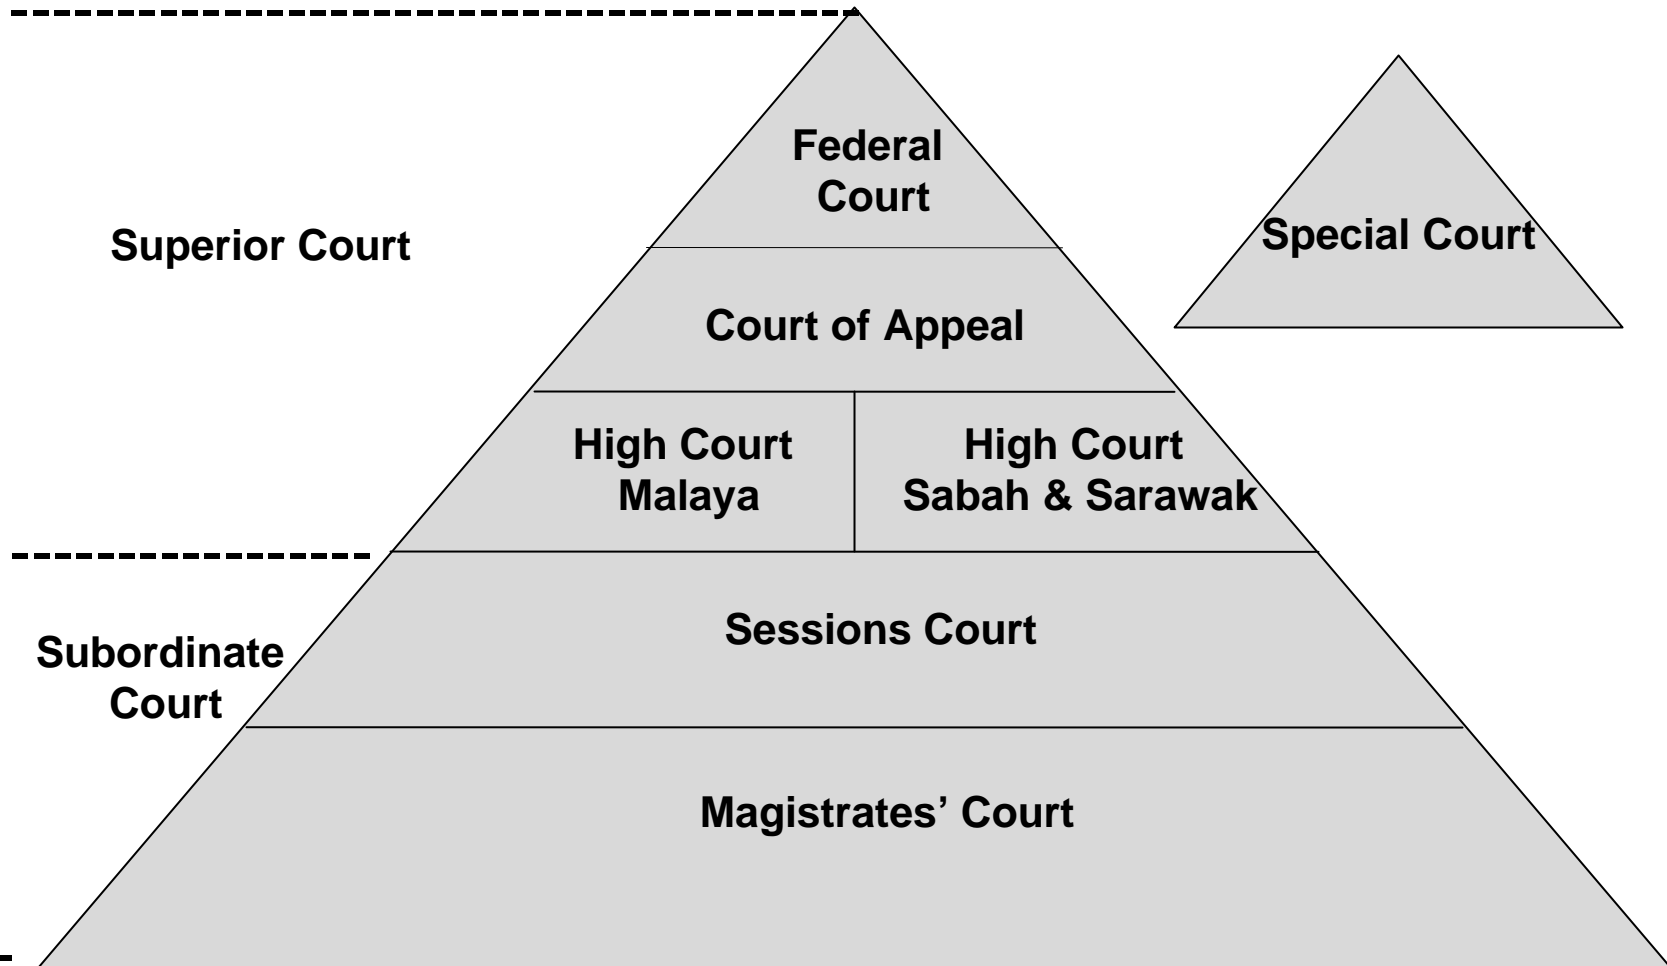 Federal
Court
Special Court
Superior Court
Court of Appeal
High Court
Malaya
High Court
Sabah & Sarawak
Sessions Court
Subordinate
Court
Magistrates’ Court